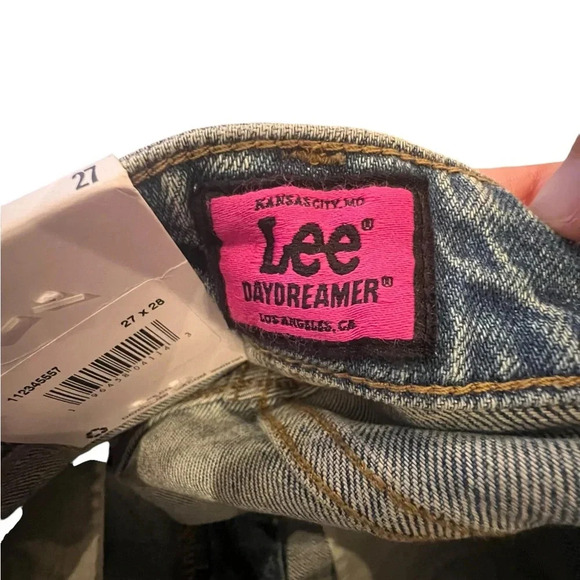 27
27 X 28
112345557
KANSAS CITY, MO
Lee®
DAYDREAMER®
LOS ANGELES, CA